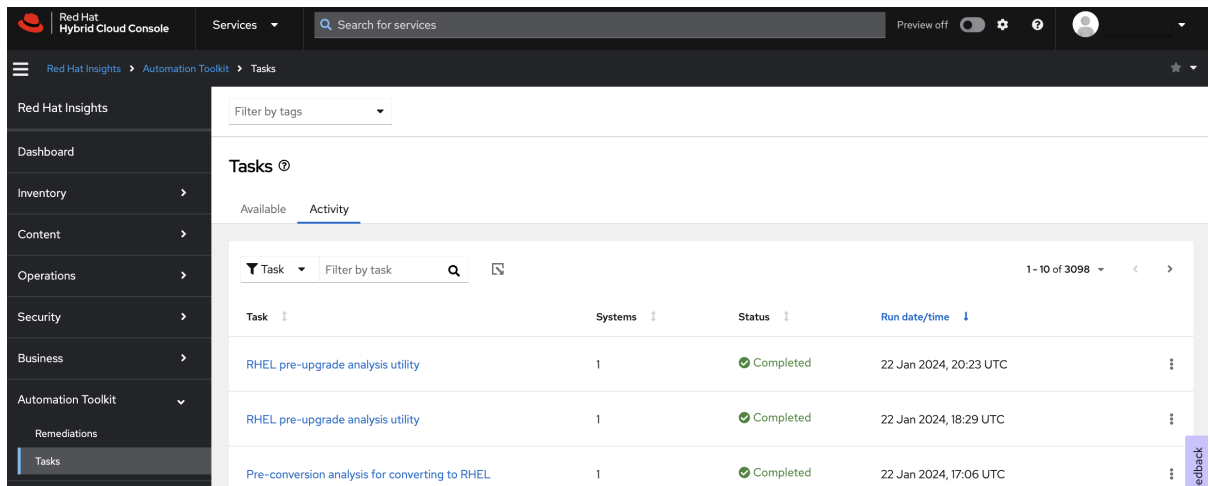 Red Hat
Hybrid Cloud Console
Services
Search for services
Preview off
Red Hat Insights > Automation Toolkit > Tasks
Red Hat Insights
Dashboard
Inventory
Content
Operations
Security
Business
Automation Toolkit
Remediations
Tasks
Filter by tags
Tasks
Available Activity
Task Filter by task 1 - 10 of 3098
Task Systems Status Run date/time
RHEL pre-upgrade analysis utility 1 Completed 22 Jan 2024, 20:23 UTC
RHEL pre-upgrade analysis utility 1 Completed 22 Jan 2024, 18:29 UTC
Pre-conversion analysis for converting to RHEL 1 Completed 22 Jan 2024, 17:06 UTC